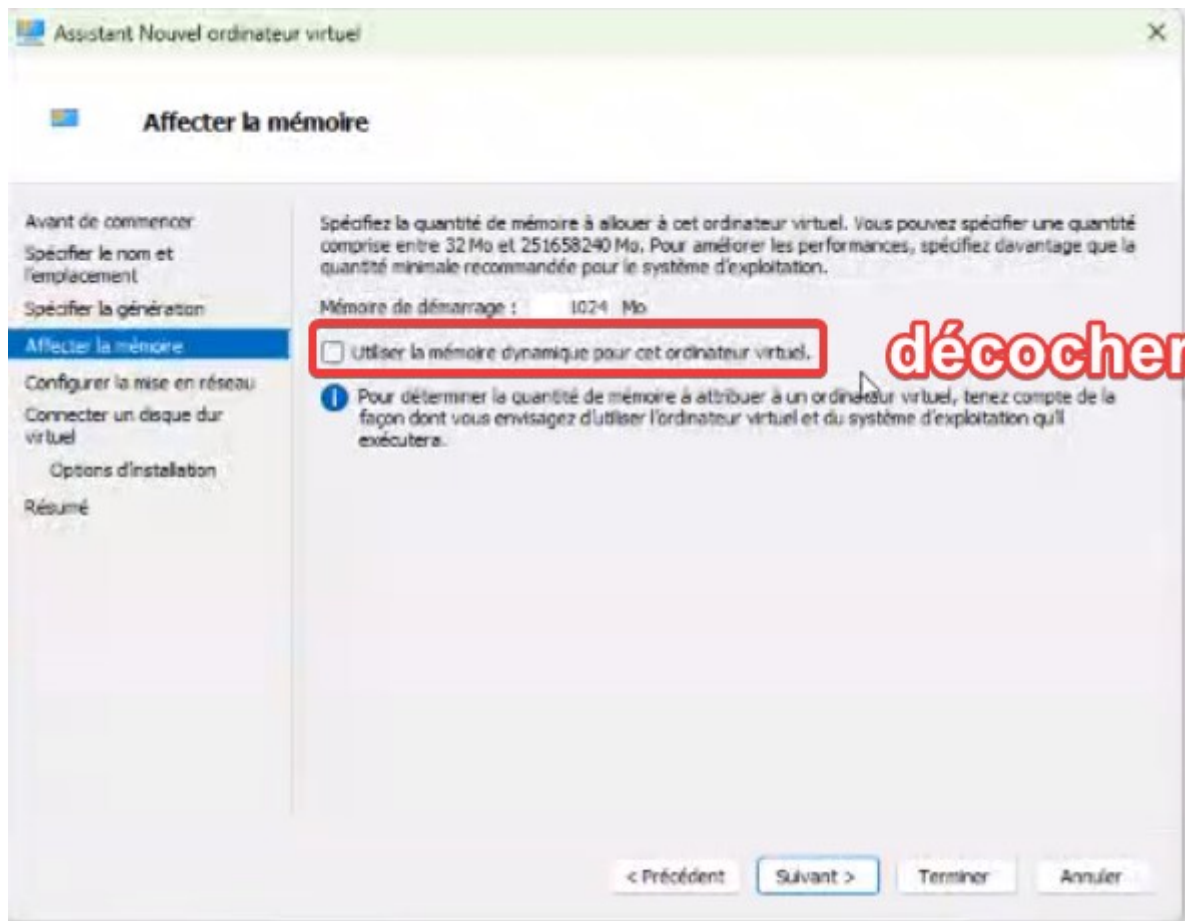 Assistant Nouvel ordinateur virtuel
Affecter la mémoire
Avant de commencer
Spécifier le nom et
l'emplacement
Spécifier la génération
Affecter la mémoire
Configurer la mise en réseau
Connecter un disque dur
virtuel
Options d'installation
Résumé
Spécifiez la quantité de mémoire à allouer à cet ordinateur virtuel. Vous pouvez spécifier une quantité
comprise entre 32 Mo et 251658240 Mo. Pour améliorer les performances, spécifiez davantage que la
quantité minimale recommandée pour le système d'exploitation.
Mémoire de démarrage : 1024 Mo
Utiliser la mémoire dynamique pour cet ordinateur virtuel.
décocher
Pour déterminer la quantité de mémoire à attribuer à un ordinateur virtuel, tenez compte de la
façon dont vous envisagez d'utiliser l'ordinateur virtuel et du système d'exploitation qu'il
exécutera.
< Précédent
Suivant >
Terminer
Annuler